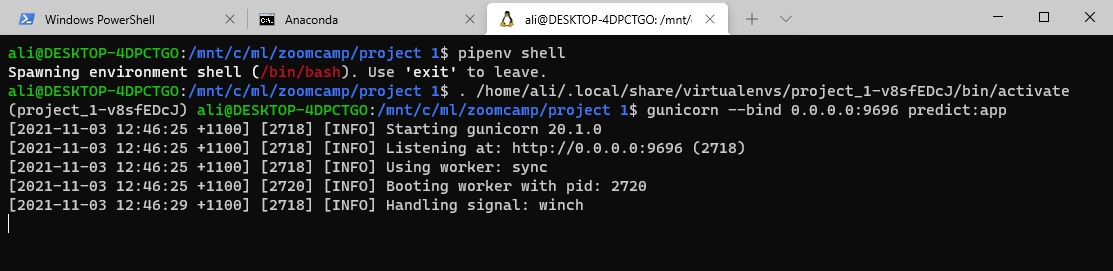 Windows PowerShell
Anaconda
ali@DESKTOP-4DPCTGO: /mnt/
ali@DESKTOP-4DPCTGO:/mnt/c/ml/zoomcamp/project 1$ pipenv shell
Spawning environment shell (/bin/bash). Use 'exit' to leave.
ali@DESKTOP-4DPCTGO:/mnt/c/ml/zoomcamp/project 1$ . /home/ali/.local/share/virtualenvs/project_1-v8sfEDcJ/bin/activate
(project_1-v8sfEDcJ) ali@DESKTOP-4DPCTGO:/mnt/c/ml/zoomcamp/project 1$ gunicorn --bind 0.0.0.0:9696 predict:app
[2021-11-03 12:46:25 +1100] [2718] [INFO] Starting gunicorn 20.1.0
[2021-11-03 12:46:25 +1100] [2718] [INFO] Listening at: http://0.0.0.0:9696 (2718)
[2021-11-03 12:46:25 +1100] [2718] [INFO] Using worker: sync
[2021-11-03 12:46:25 +1100] [2720] [INFO] Booting worker with pid: 2720
[2021-11-03 12:46:29 +1100] [2718] [INFO] Handling signal: winch